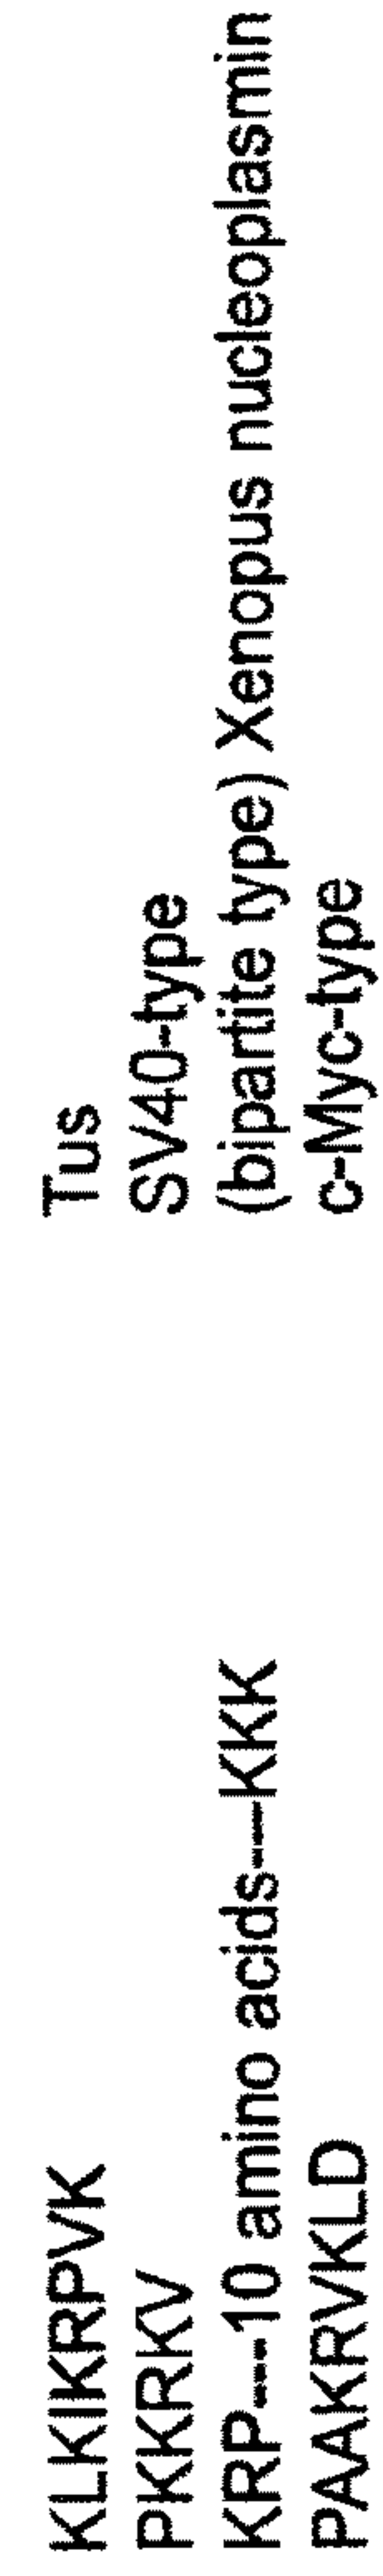 KLKIKRPVK Tus
PKKRKV SV40-type
KRP---10 amino acids---KKK (bipartite type) Xenopus nucleoplasmin
PAAKRVKLD c-Myc-type